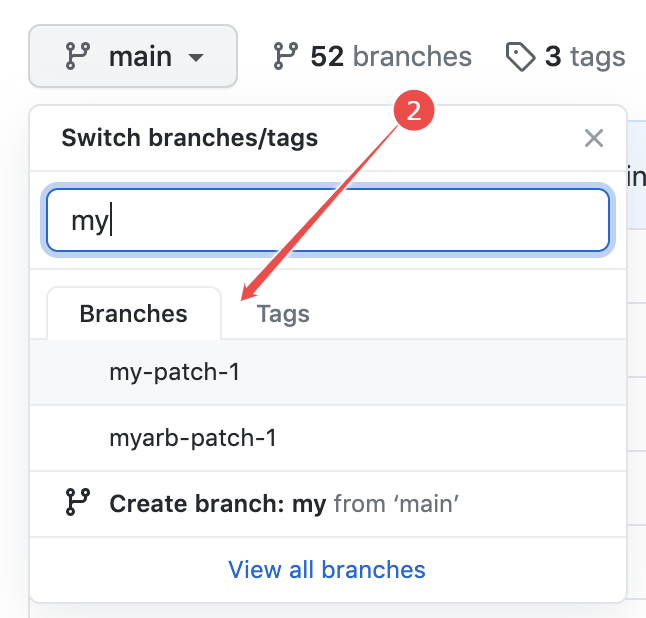 main 52 branches 3 tags
2
Switch branches/tags
in
my
Branches Tags
my-patch-1
myarb-patch-1
Create branch: my from ‘main’
View all branches